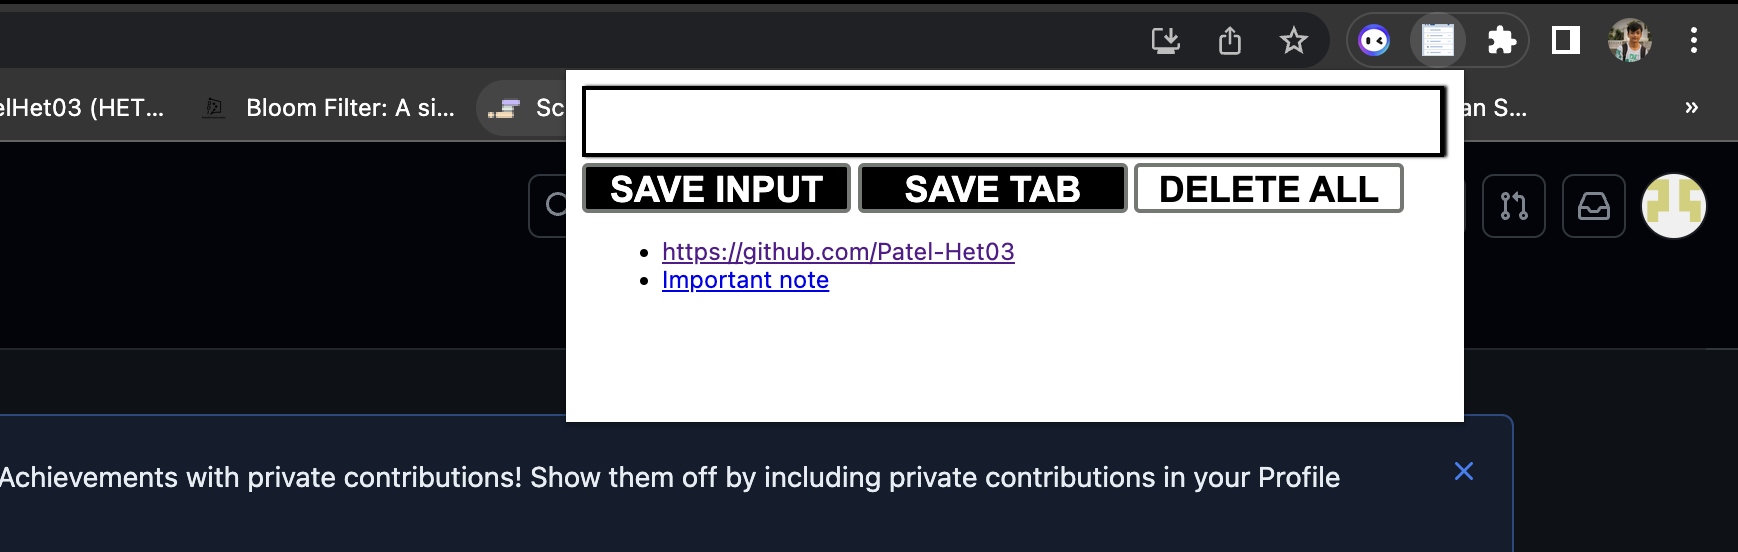 elHet03 (HET...
Bloom Filter: A si...
Sc
an S...
»
SAVE INPUT
SAVE TAB
DELETE ALL
https://github.com/Patel-Het03
Important note
Achievements with private contributions! Show them off by including private contributions in your Profile